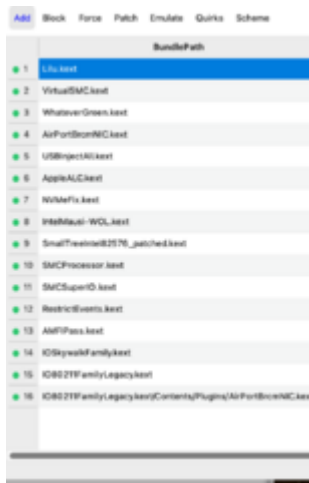 Add Block Force Patch Emulate Quirks Scheme
BundlePath
1 Lilu.kext
2 VirtualSMC.kext
3 WhateverGreen.kext
4 AirPortBrcmNIC.kext
5 USBInjectAll.kext
6 AppleALC.kext
7 NVMeFix.kext
8 IntelMausi-WOL.kext
9 SmallTreeIntel82576_patched.kext
10 SMCProcessor.kext
11 SMCSuperIO.kext
12 RestrictEvents.kext
13 AMFIPass.kext
14 IOSkywalkFamily.kext
15 IO80211FamilyLegacy.kext
16 IO80211FamilyLegacy.kext/Contents/PlugIns/AirPortBrcmNIC.kex